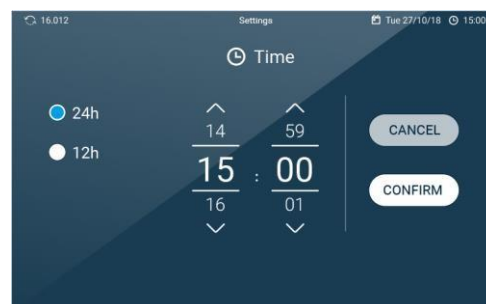 16.012 Settings Tue 27/10/18 15:00
Time
24h
12h
14 59
15 : 00
16 01
CANCEL
CONFIRM